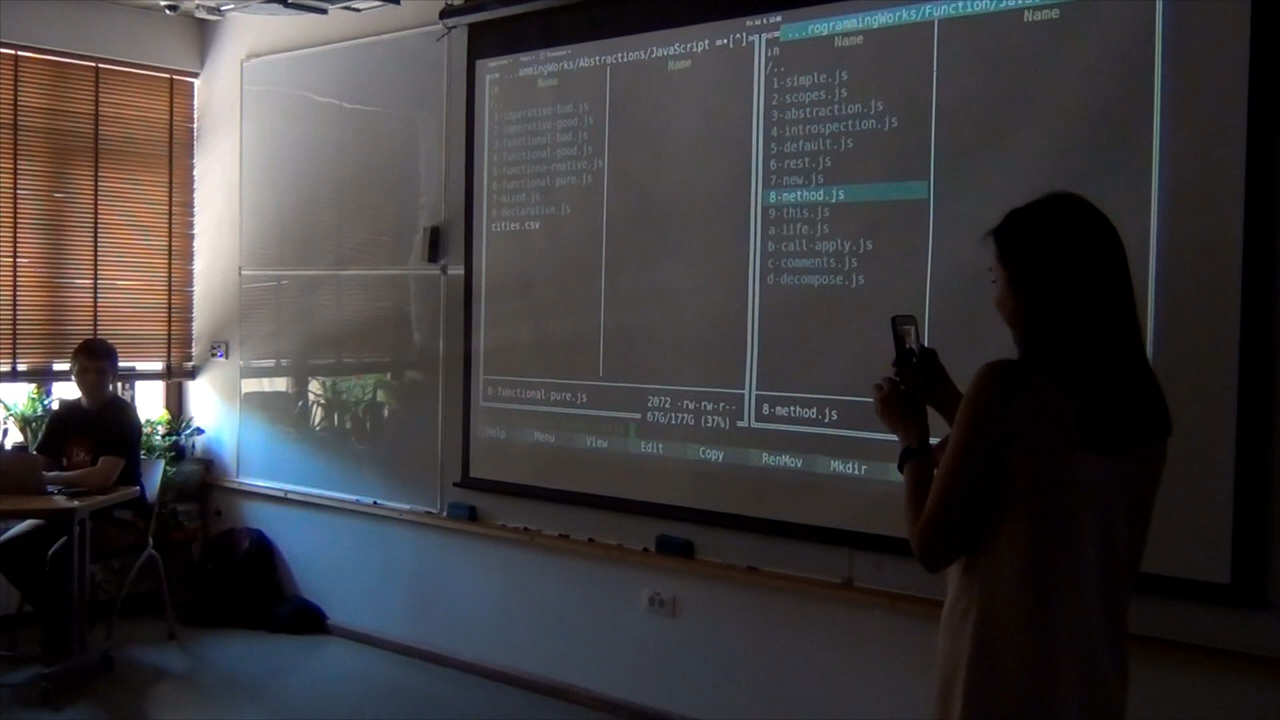 ...ammingWorks/Abstractions/JavaScript =•[^]
Name
Name
↓n
/..
1-imperative-bad.js
2-imperative-good.js
3-functional-bad.js
4-functional-good.js
6-functional-pure.js
7-mixed.js
8-declarative.js
cities.csv
6-functional-pure.js
2072 -rw-rw-r--
67G/177G (37%)
...rogrammingWorks/Function/
Name
Name
↓n
/..
1-simple.js
2-scopes.js
3-abstraction.js
4-introspection.js
5-default.js
6-rest.js
7-new.js
8-method.js
9-this.js
a-iife.js
b-call-apply.js
c-comments.js
d-decompose.js
8-method.js
Help Menu View Edit Copy RenMov Mkdir